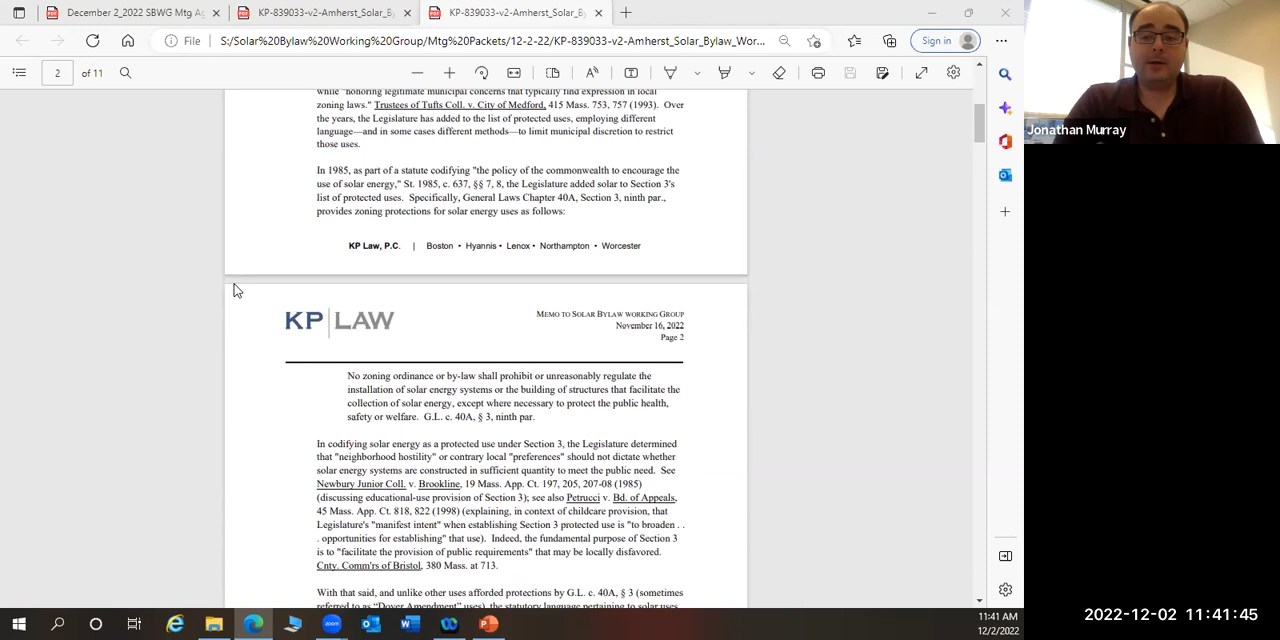 December 2_2022 SBWG Mtg Ag
KP-839033-v2-Amherst_Solar_By
KP-839033-v2-Amherst_Solar_By
File
S:/Solar%20Bylaw%20Working%20Group/Mtg%20Packets/12-2-22/KP-839033-v2-Amherst_Solar_Bylaw_Wor...
Sign in
2 of 11
while "honoring legitimate municipal concerns that typically find expression in local
zoning laws." Trustees of Tufts Coll. v. City of Medford, 415 Mass. 753, 757 (1993). Over
the years, the Legislature has added to the list of protected uses, employing different
language—and in some cases different methods—to limit municipal discretion to restrict
those uses.
In 1985, as part of a statute codifying "the policy of the commonwealth to encourage the
use of solar energy," St. 1985, c. 637, §§ 7, 8, the Legislature added solar to Section 3's
list of protected uses. Specifically, General Laws Chapter 40A, Section 3, ninth par.,
provides zoning protections for solar energy uses as follows:
KP Law, P.C. | Boston • Hyannis • Lenox • Northampton • Worcester
KP | LAW
MEMO TO SOLAR BYLAW WORKING GROUP
November 16, 2022
Page 2
No zoning ordinance or by-law shall prohibit or unreasonably regulate the
installation of solar energy systems or the building of structures that facilitate the
collection of solar energy, except where necessary to protect the public health,
safety or welfare. G.L. c. 40A, § 3, ninth par.
In codifying solar energy as a protected use under Section 3, the Legislature determined
that "neighborhood hostility" or contrary local "preferences" should not dictate whether
solar energy systems are constructed in sufficient quantity to meet the public need. See
Newbury Junior Coll. v. Brookline, 19 Mass. App. Ct. 197, 205, 207-08 (1985)
(discussing educational-use provision of Section 3); see also Petrucci v. Bd. of Appeals,
45 Mass. App. Ct. 818, 822 (1998) (explaining, in context of childcare provision, that
Legislature's "manifest intent" when establishing Section 3 protected use is "to broaden . .
. opportunities for establishing" that use). Indeed, the fundamental purpose of Section 3
is to "facilitate the provision of public requirements" that may be locally disfavored.
Cnty. Comm'rs of Bristol, 380 Mass. at 713.
With that said, and unlike other uses afforded protections by G.L. c. 40A, § 3 (sometimes
referred to as "Dover Amendment" uses), the statutory language pertaining to solar uses
Jonathan Murray
zoom
11:41 AM
12/2/2022
2022-12-02 11:41:45